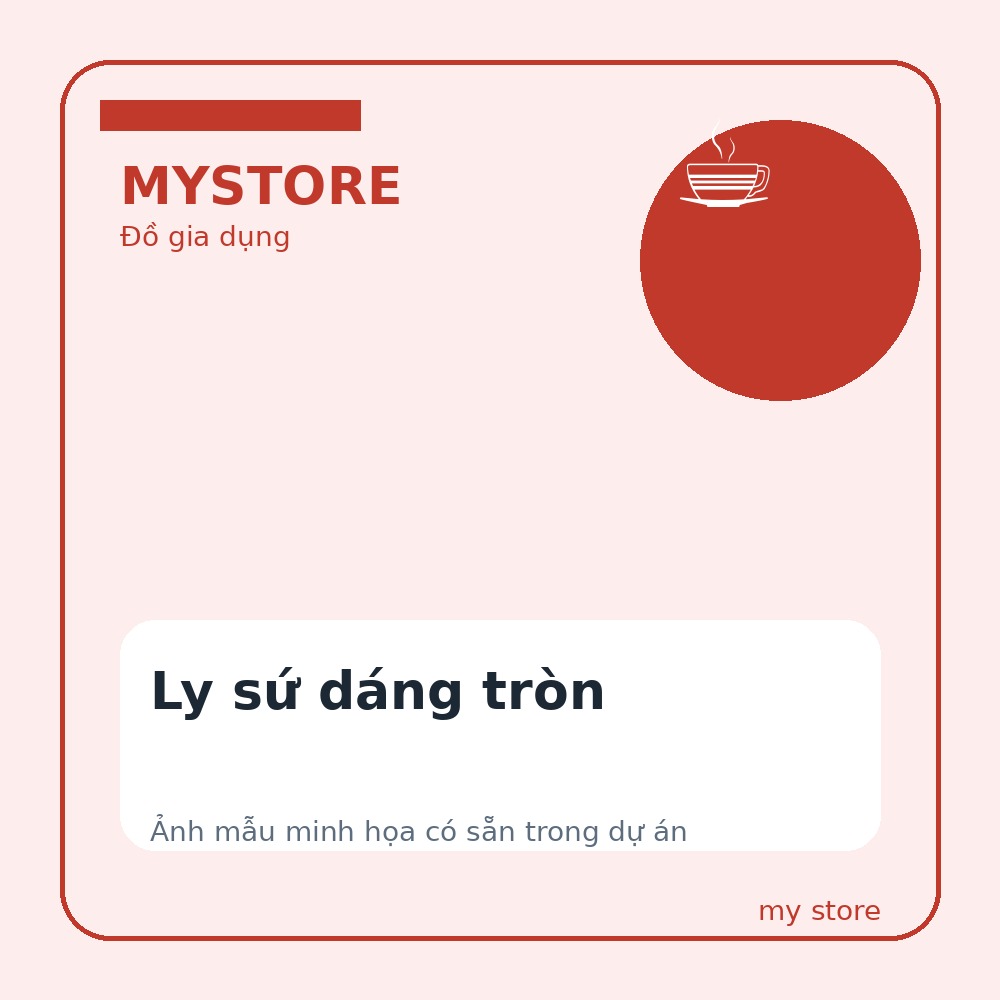 MYSTORE
Đồ gia dụng
Ly sứ dáng tròn
Ảnh mẫu minh họa có sẵn trong dự án
my store